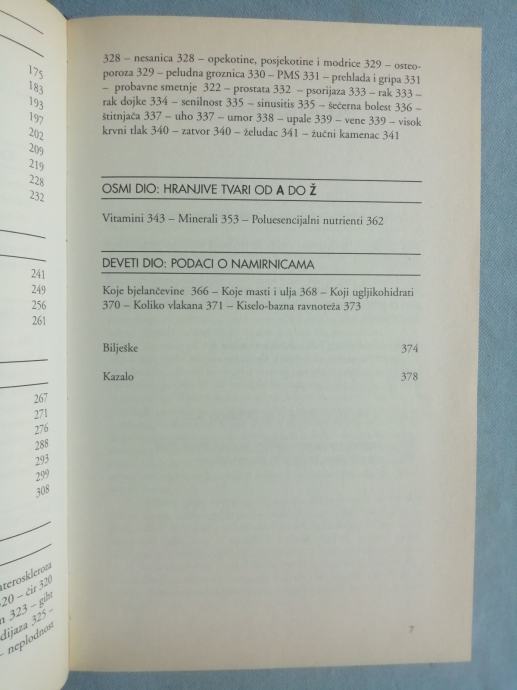 175
183
193
197
202
209
219
228
232
241
249
256
261
267
271
276
288
293
299
308
ateroskleroza
320 – čir 320
323 – giht
dijaza 325 –
– neplodnost
328 – nesanica 328 – opekotine, posjekotine i modrice 329 – osteo-
poroza 329 – peludna groznica 330 – PMS 331 – prehlada i gripa 331
– probavne smetnje 322 – prostata 332 – psorijaza 333 – rak 333 –
rak dojke 334 – senilnost 335 – sinusitis 335 – šećerna bolest 336 –
štitnjača 337 – uho 337 – umor 338 – upale 339 – vene 339 – visok
krvni tlak 340 – zatvor 340 – želudac 341 – žučni kamenac 341
OSMI DIO: HRANJIVE TVARI OD A DO Ž
Vitamini 343 – Minerali 353 – Poluesencijalni nutrienti 362
DEVETI DIO: PODACI O NAMIRNICAMA
Koje bjelančevine 366 – Koje masti i ulja 368 – Koji ugljikohidrati
370 – Koliko vlakana 371 – Kiselo-bazna ravnoteža 373
Bilješke 374
Kazalo 378
7